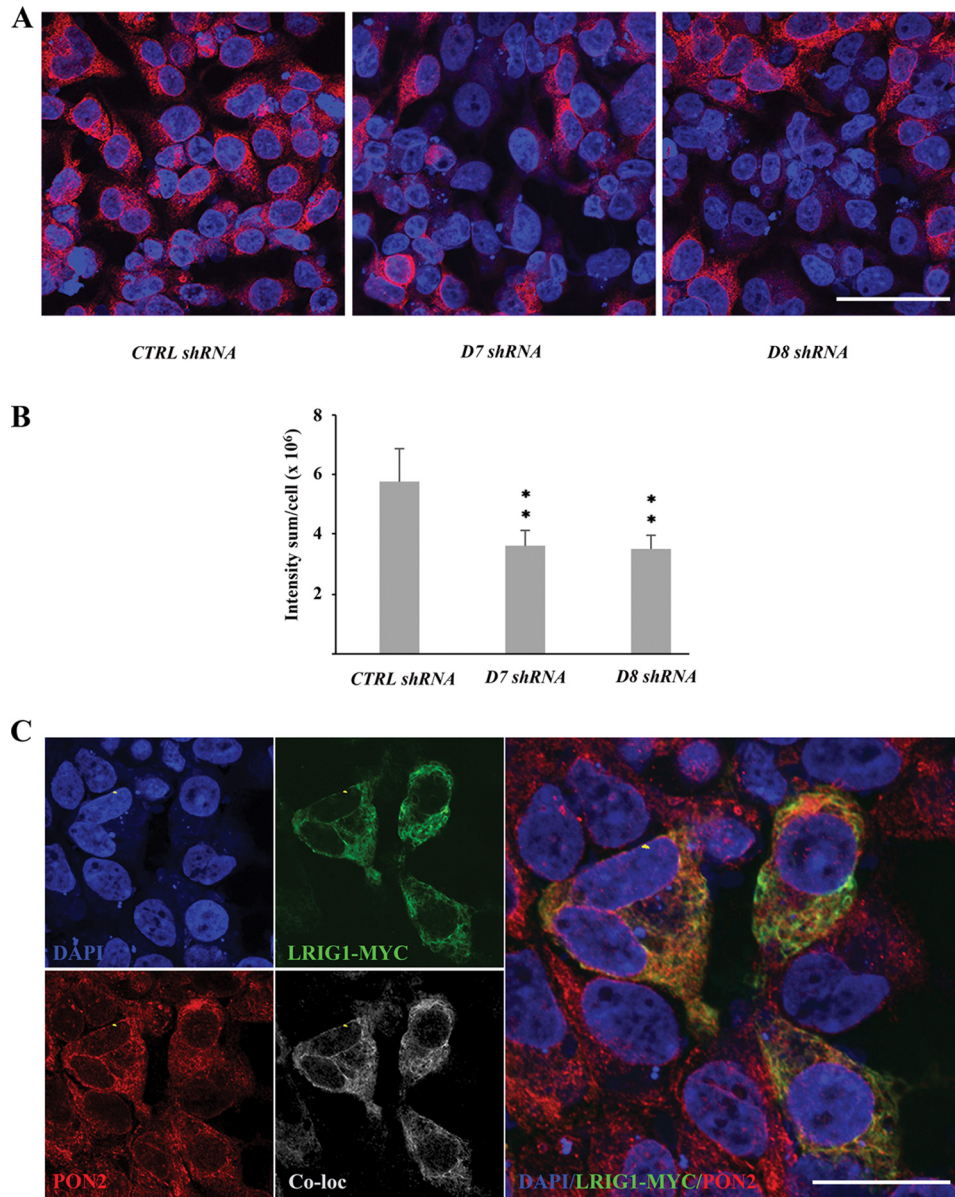 A
CTRL shRNA
D7 shRNA
D8 shRNA
B
Intensity sum/cell (x 10⁶)
8
6
4
2
* *
* *
CTRL shRNA
D7 shRNA
D8 shRNA
C
DAPI
LRIG1-MYC
PON2
Co-loc
DAPI/LRIG1-MYC/PON2